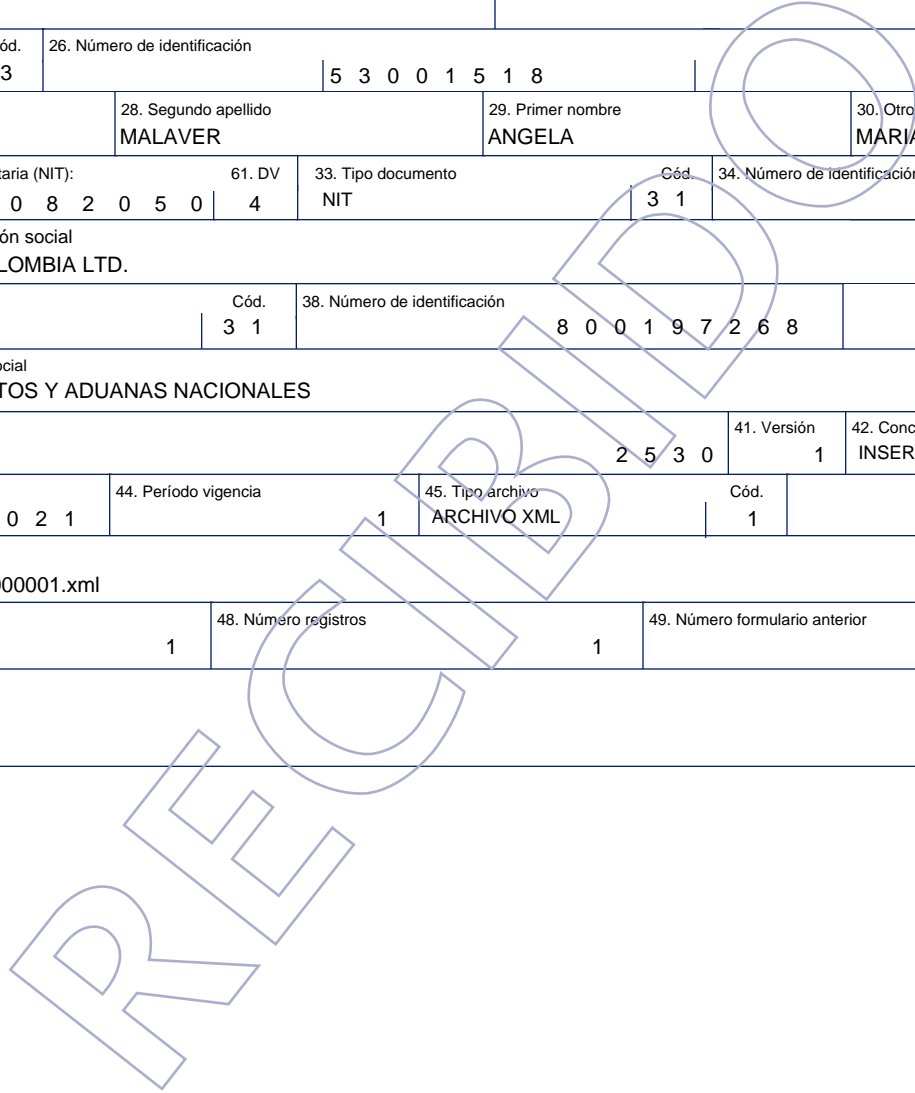 ód. 26. Número de identificación
3 5 3 0 0 1 5 1 8
28. Segundo apellido 29. Primer nombre 30. Otro
MALAVER ANGELA MARIA
taria (NIT): 61. DV 33. Tipo documento Cód. 34. Número de identificación
0 8 2 0 5 0 4 NIT 3 1
ón social
LOMBIA LTD.
Cód. 38. Número de identificación
3 1 8 0 0 1 9 7 2 6 8
ocial
TOS Y ADUANAS NACIONALES
41. Versión 42. Conc
2 5 3 0 1 INSER
44. Período vigencia 45. Tipo archivo Cód.
0 2 1 1 ARCHIVO XML 1
000001.xml
48. Número registros 49. Número formulario anterior
1 1
RECIBIDO